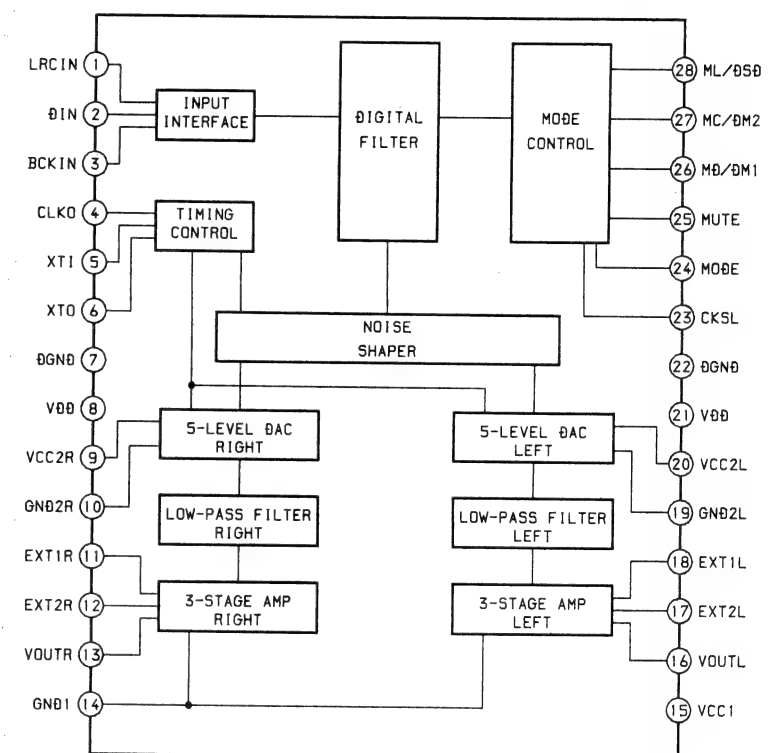 LRCIN 1
DIN 2
BCKIN 3
CLKO 4
XTI 5
XTO 6
DGND 7
VDD 8
VCC2R 9
GND2R 10
EXT1R 11
EXT2R 12
VOUTR 13
GND1 14
INPUT
INTERFACE
DIGITAL
FILTER
MODE
CONTROL
TIMING
CONTROL
NOISE
SHAPER
5-LEVEL DAC
RIGHT
5-LEVEL DAC
LEFT
LOW-PASS FILTER
RIGHT
LOW-PASS FILTER
LEFT
3-STAGE AMP
RIGHT
3-STAGE AMP
LEFT
28 ML/DSD
27 MC/DM2
26 MD/DM1
25 MUTE
24 MODE
23 CKSL
22 DGND
21 VDD
20 VCC2L
19 GND2L
18 EXT1L
17 EXT2L
16 VOUTL
15 VCC1